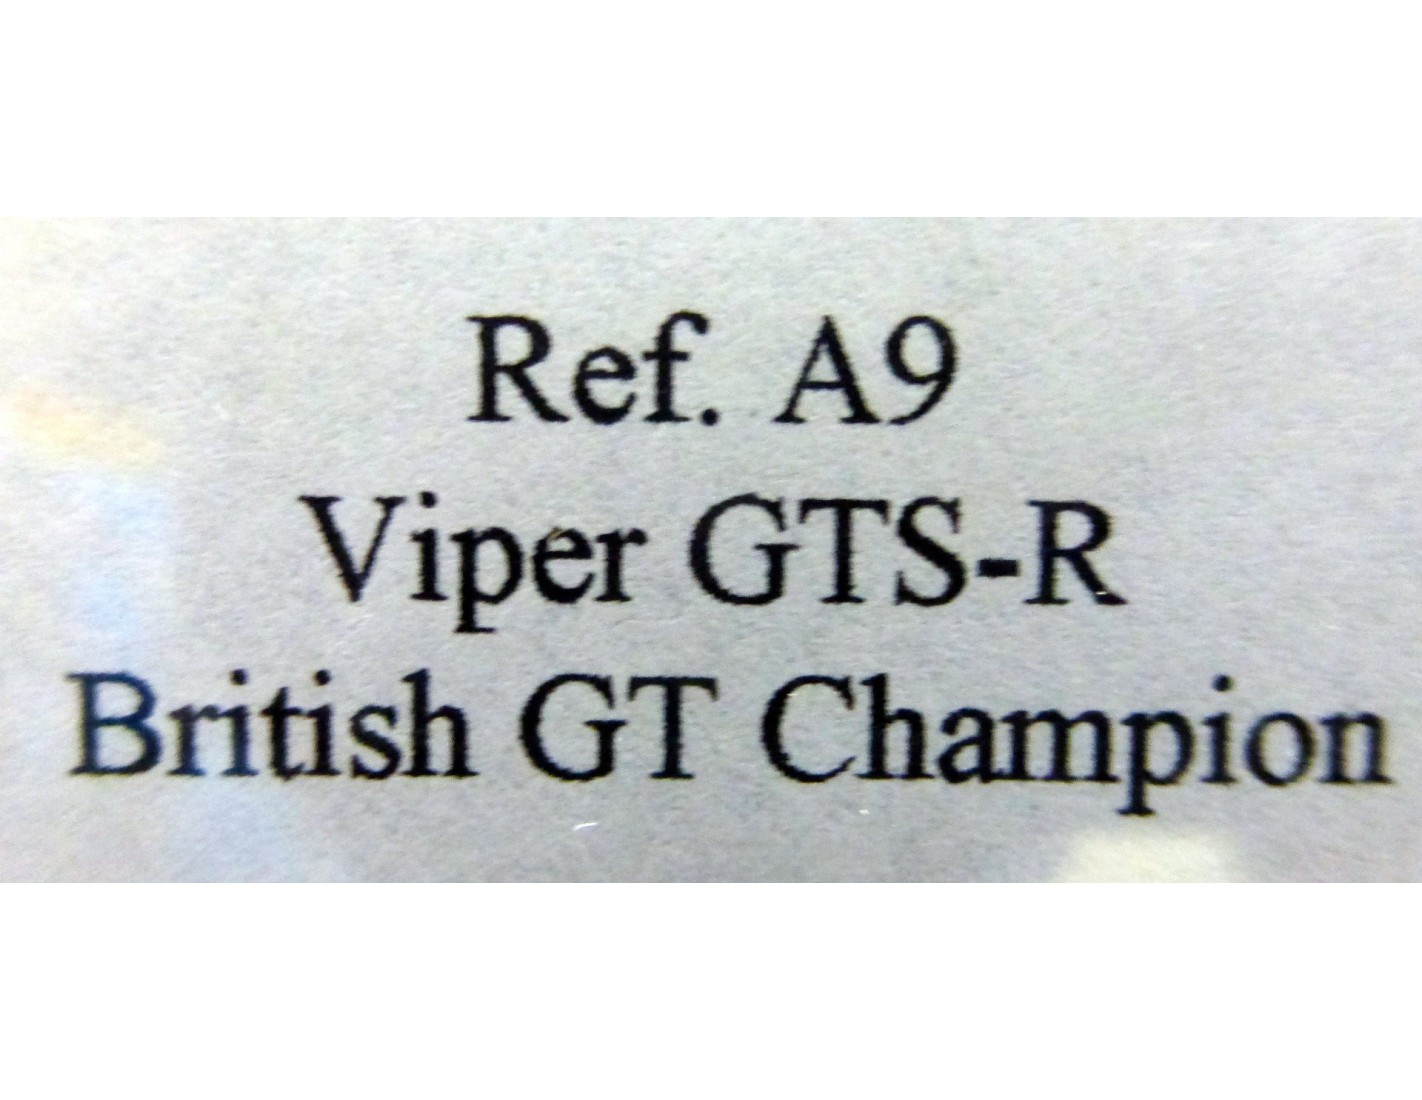 Ref. A9
Viper GTS-R
British GT Champion